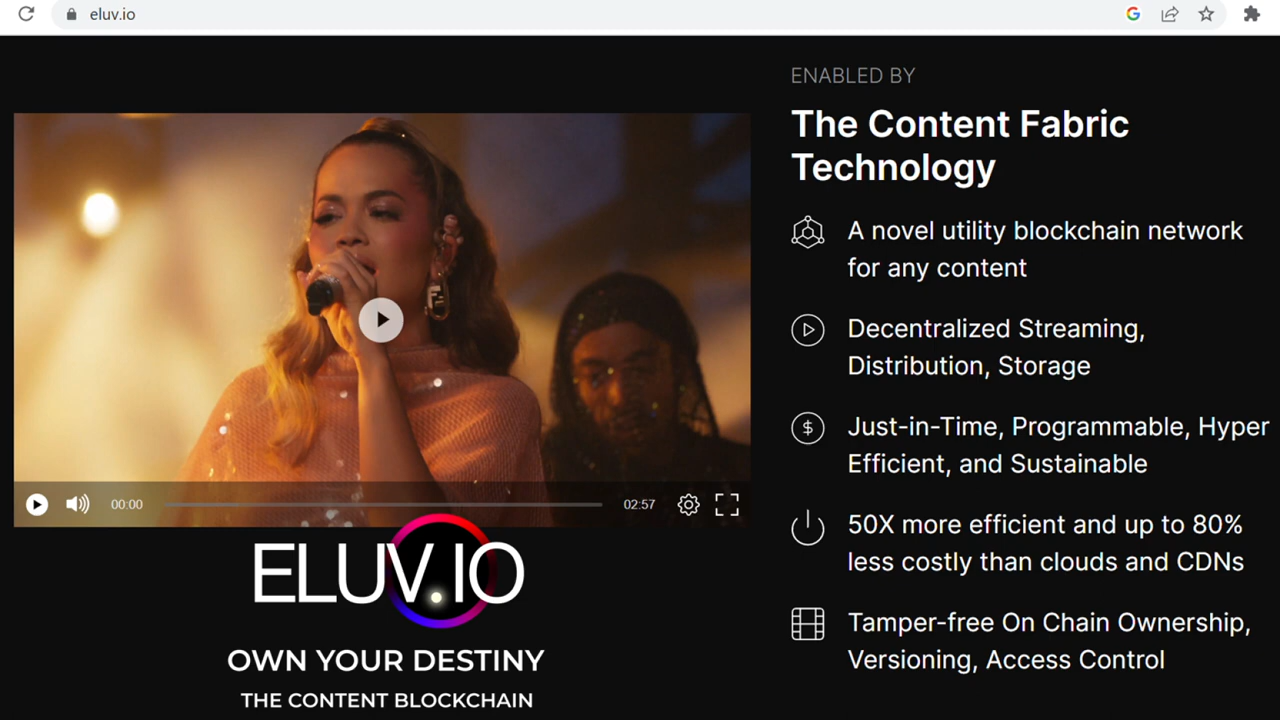 eluv.io
ENABLED BY
The Content Fabric
Technology
A novel utility blockchain network
for any content
Decentralized Streaming,
Distribution, Storage
Just-in-Time, Programmable, Hyper
Efficient, and Sustainable
50X more efficient and up to 80%
less costly than clouds and CDNs
Tamper-free On Chain Ownership,
Versioning, Access Control
00:00
02:57
ELUV.IO
OWN YOUR DESTINY
THE CONTENT BLOCKCHAIN